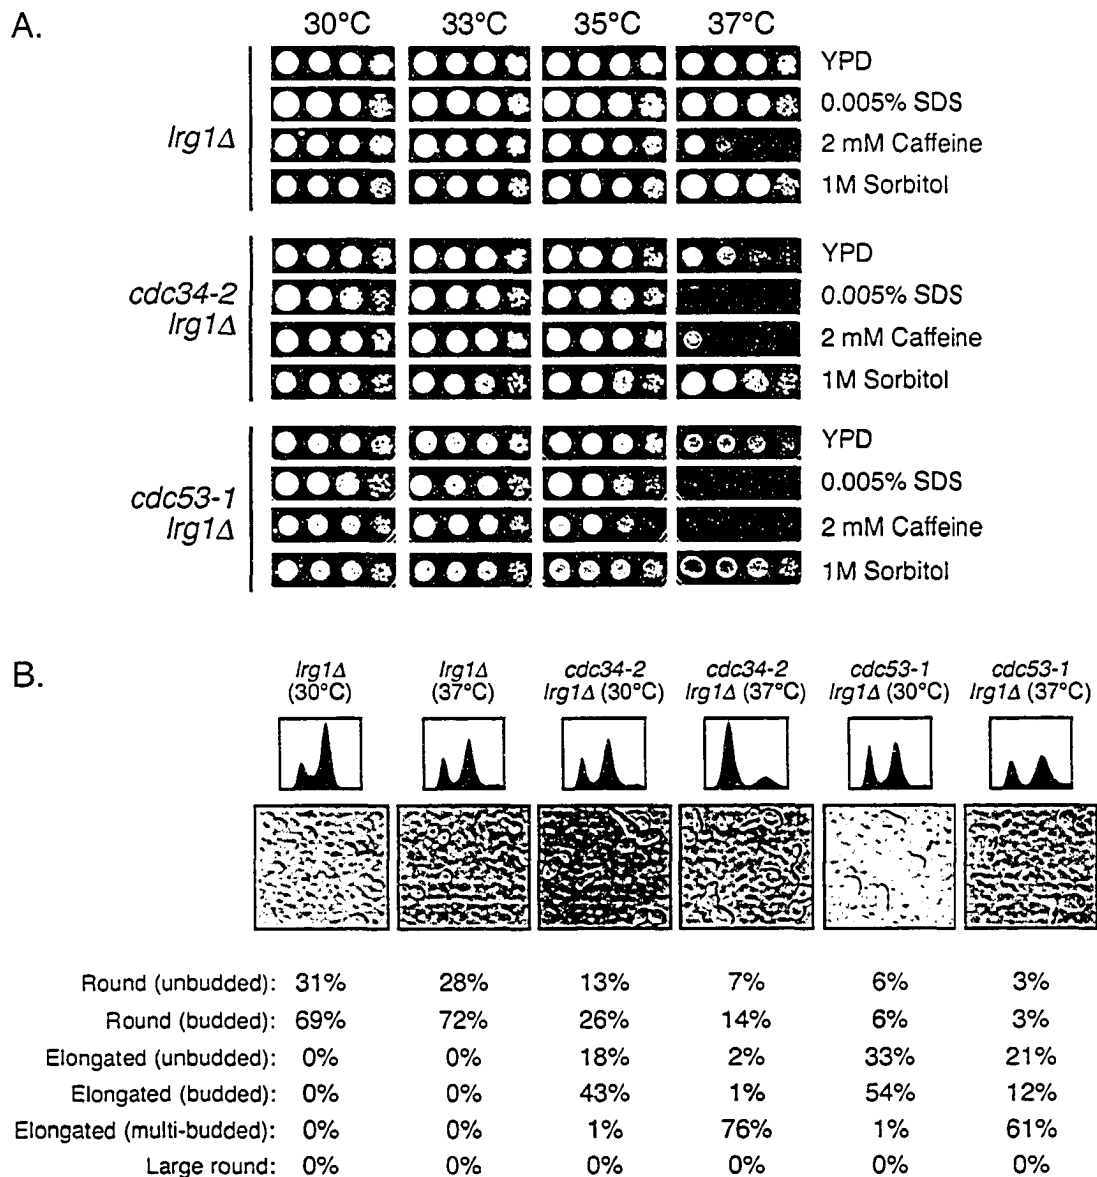 A.
30°C 33°C 35°C 37°C
lrg1Δ
YPD
0.005% SDS
2 mM Caffeine
1M Sorbitol
cdc34-2
lrg1Δ
YPD
0.005% SDS
2 mM Caffeine
1M Sorbitol
cdc53-1
lrg1Δ
YPD
0.005% SDS
2 mM Caffeine
1M Sorbitol
B.
lrg1Δ
(30°C)
lrg1Δ
(37°C)
cdc34-2
lrg1Δ (30°C)
cdc34-2
lrg1Δ (37°C)
cdc53-1
lrg1Δ (30°C)
cdc53-1
lrg1Δ (37°C)
Round (unbudded): 31% 28% 13% 7% 6% 3%
Round (budded): 69% 72% 26% 14% 6% 3%
Elongated (unbudded): 0% 0% 18% 2% 33% 21%
Elongated (budded): 0% 0% 43% 1% 54% 12%
Elongated (multi-budded): 0% 0% 1% 76% 1% 61%
Large round: 0% 0% 0% 0% 0% 0%